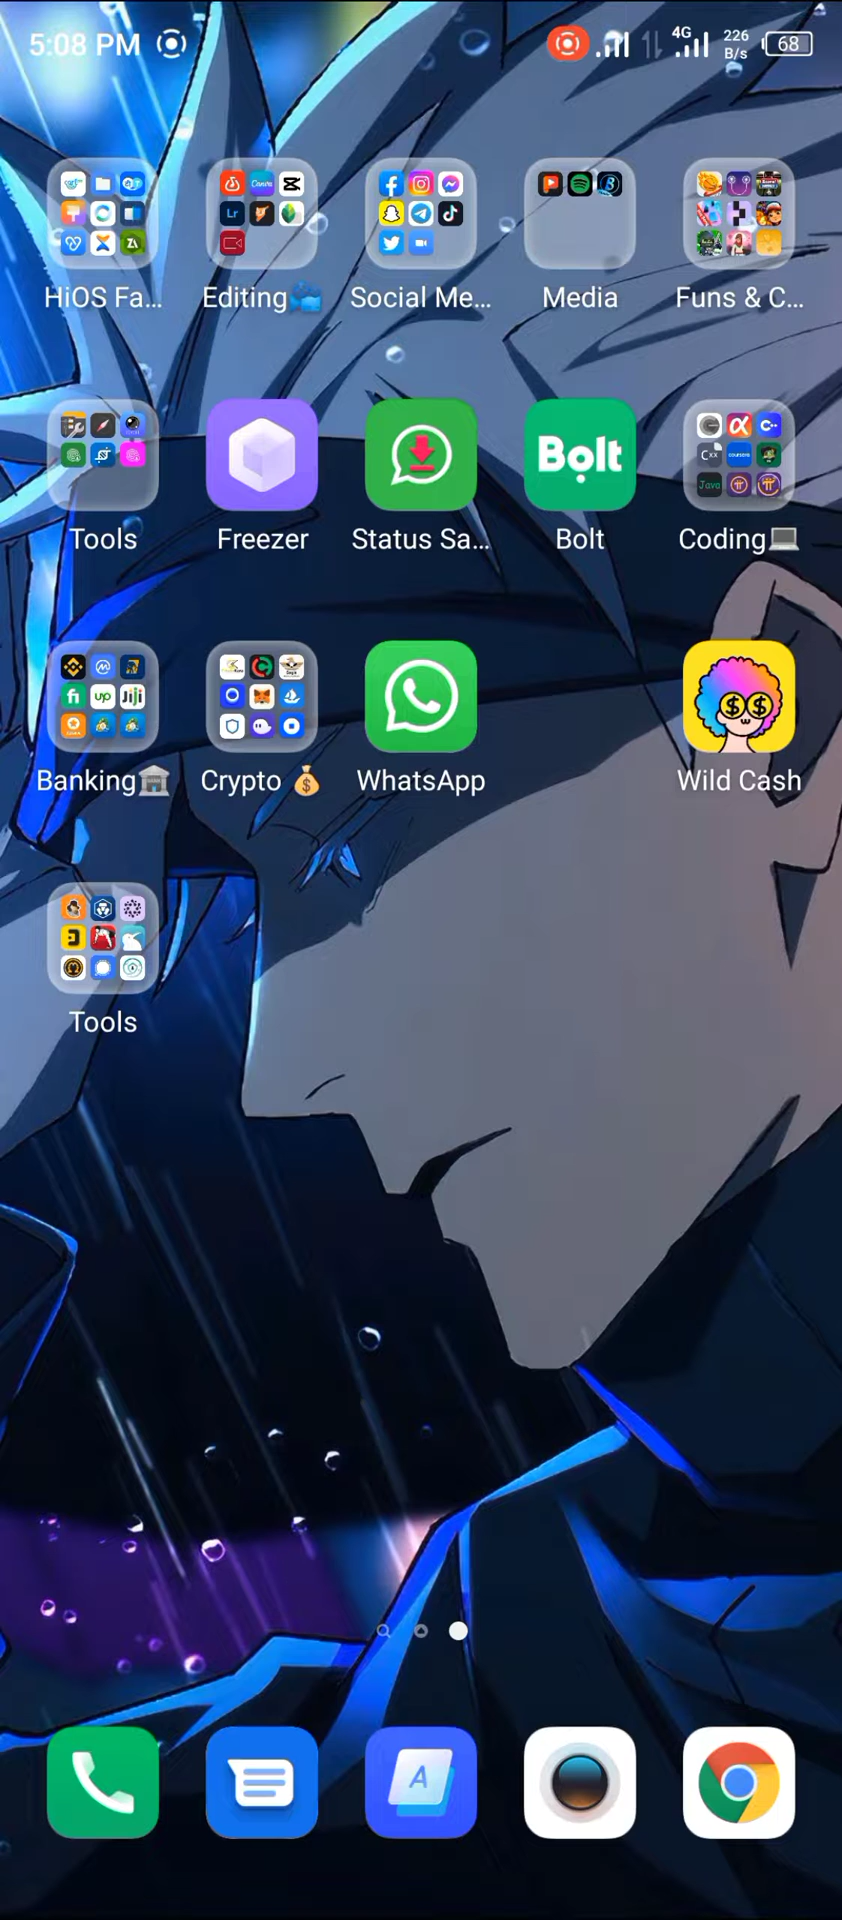 5:08 PM
4G 226 B/s 68
HiOS Fa... Editing🎥 Social Me... Media Funs & C...
Bolt
Tools Freezer Status Sa... Bolt Coding💻
Banking🏛️ Crypto 💰 WhatsApp Wild Cash
Tools
A